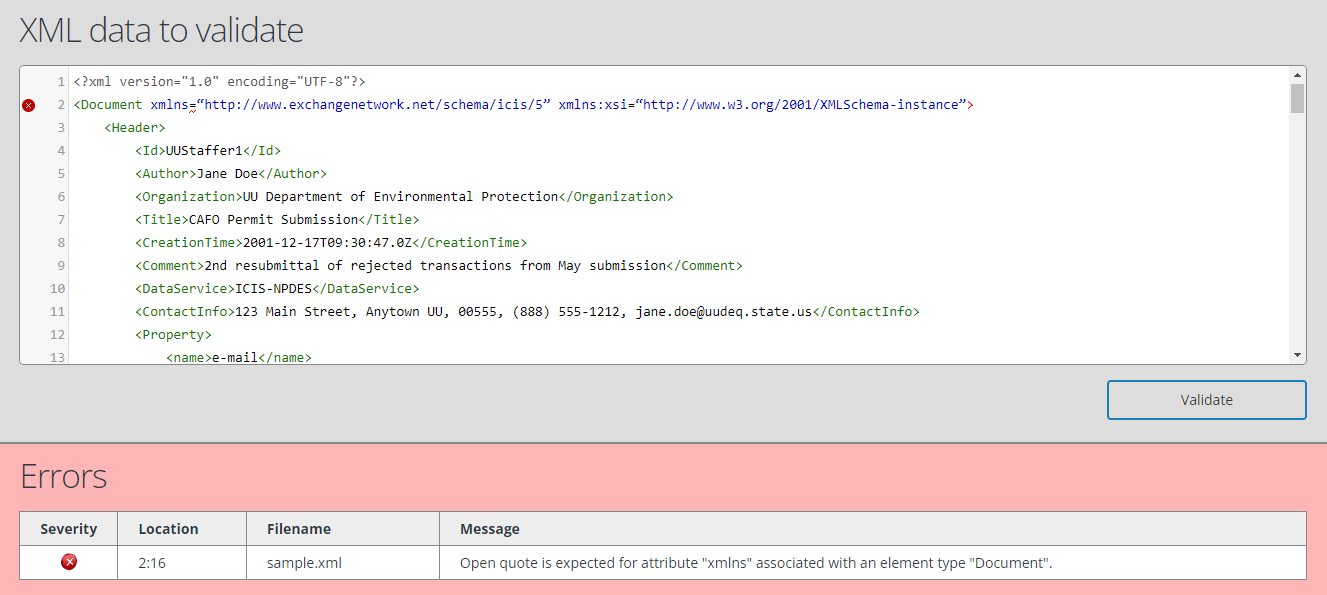 XML data to validate
1 <?xml version="1.0" encoding="UTF-8"?>
2 <Document xmlns=“http://www.exchangenetwork.net/schema/icis/5” xmlns:xsi=“http://www.w3.org/2001/XMLSchema-instance”>
3 <Header>
4 <Id>UUStaffer1</Id>
5 <Author>Jane Doe</Author>
6 <Organization>UU Department of Environmental Protection</Organization>
7 <Title>CAFO Permit Submission</Title>
8 <CreationTime>2001-12-17T09:30:47.0Z</CreationTime>
9 <Comment>2nd resubmittal of rejected transactions from May submission</Comment>
10 <DataService>ICIS-NPDES</DataService>
11 <ContactInfo>123 Main Street, Anytown UU, 00555, (888) 555-1212, jane.doe@uudeq.state.us</ContactInfo>
12 <Property>
13 <name>e-mail</name>
Validate
Errors
Severity Location Filename Message
2:16 sample.xml Open quote is expected for attribute "xmlns" associated with an element type "Document".